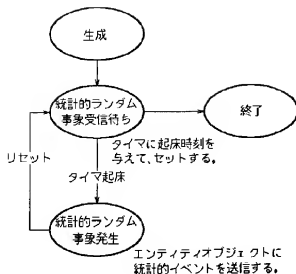 生成
統計的ランダム
事象受信待ち
終了
タイマに起床時刻を
与えて、セットする。
リセット
タイマ起床
統計的ランダム
事象発生
エンティティオブジェクトに
統計的イベントを送信する。